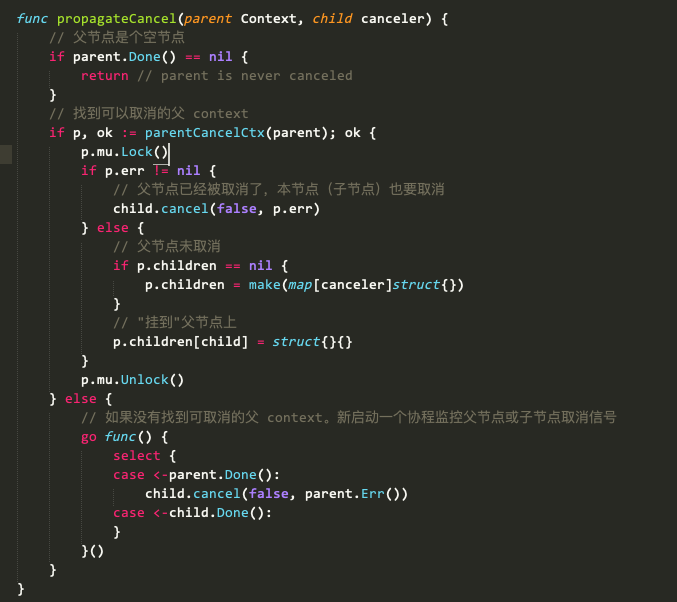 func propagateCancel(parent Context, child canceler) {
// 父节点是个空节点
if parent.Done() == nil {
return // parent is never canceled
}
// 找到可以取消的父 context
if p, ok := parentCancelCtx(parent); ok {
p.mu.Lock()
if p.err != nil {
// 父节点已经被取消了，本节点（子节点）也要取消
child.cancel(false, p.err)
} else {
// 父节点未取消
if p.children == nil {
p.children = make(map[canceler]struct{})
}
// "挂到"父节点上
p.children[child] = struct{}{}
}
p.mu.Unlock()
} else {
// 如果没有找到可取消的父 context。新启动一个协程监控父节点或子节点取消信号
go func() {
select {
case <-parent.Done():
child.cancel(false, parent.Err())
case <-child.Done():
}
}()
}
}